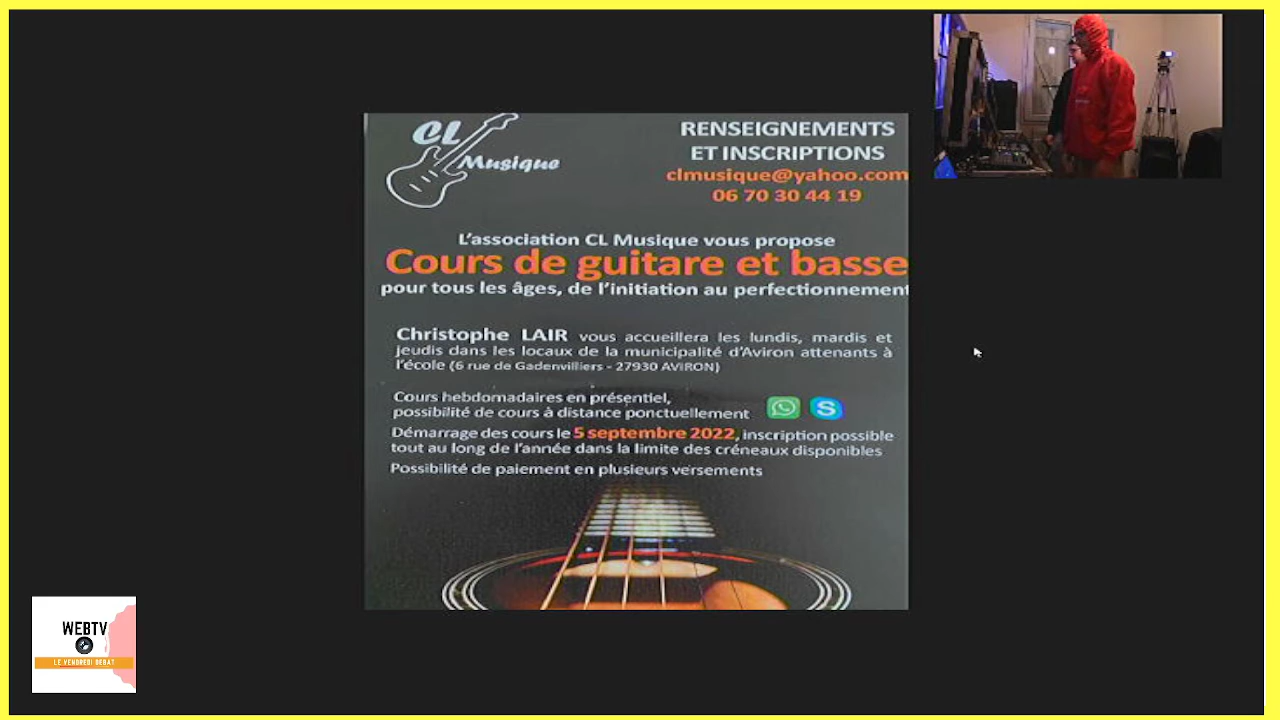 CL
Musique
RENSEIGNEMENTS
ET INSCRIPTIONS
clmusique@yahoo.com
06 70 30 44 19
L'association CL Musique vous propose
Cours de guitare et basse
pour tous les âges, de l'initiation au perfectionnement
Christophe LAIR vous accueillera les lundis, mardis et
jeudis dans les locaux de la municipalité d'Aviron attenants à
l'école (6 rue de Gadenvilliers - 27930 AVIRON)
Cours hebdomadaires en présentiel,
possibilité de cours à distance ponctuellement
S
Démarrage des cours le 5 septembre 2022, inscription possible
tout au long de l'année dans la limite des créneaux disponibles
Possibilité de paiement en plusieurs versements
WEBTV
LE VENDREDI DEBAT